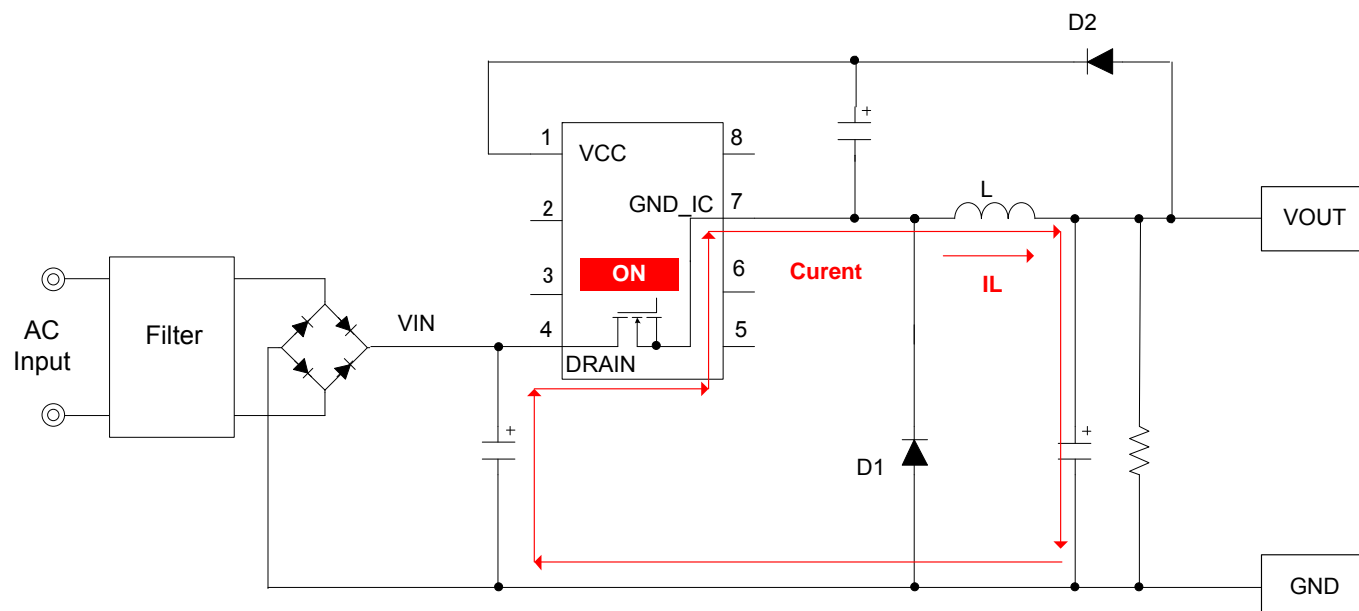 D2
1
VCC
8
2
GND_IC
7
L
VOUT
3
ON
6
Curent
IL
AC
Input
Filter
VIN
4
DRAIN
5
+
+
+
D1
GND